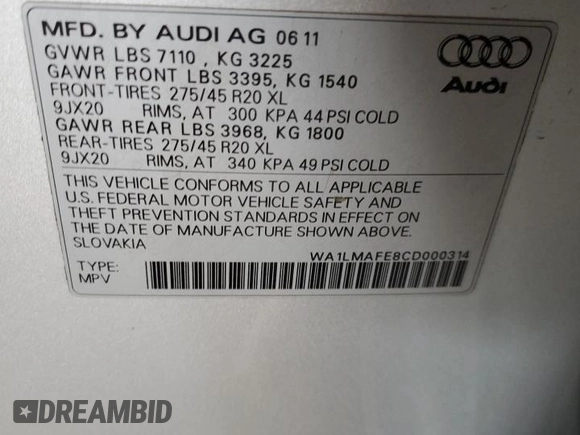 MFD. BY AUDI AG 06 11
GVWR LBS 7110 , KG 3225
GAWR FRONT LBS 3395, KG 1540
FRONT-TIRES 275/45 R20 XL
9JX20 RIMS, AT 300 KPA 44 PSI COLD
GAWR REAR LBS 3968, KG 1800
REAR-TIRES 275/45 R20 XL
9JX20 RIMS, AT 340 KPA 49 PSI COLD
Audi
THIS VEHICLE CONFORMS TO ALL APPLICABLE
U.S. FEDERAL MOTOR VEHICLE SAFETY AND
THEFT PREVENTION STANDARDS IN EFFECT ON
THE DATE OF MANUFACTURE SHOWN ABOVE.
SLOVAKIA
WA1LMAFE8CD000314
TYPE:
MPV
DREAMBID